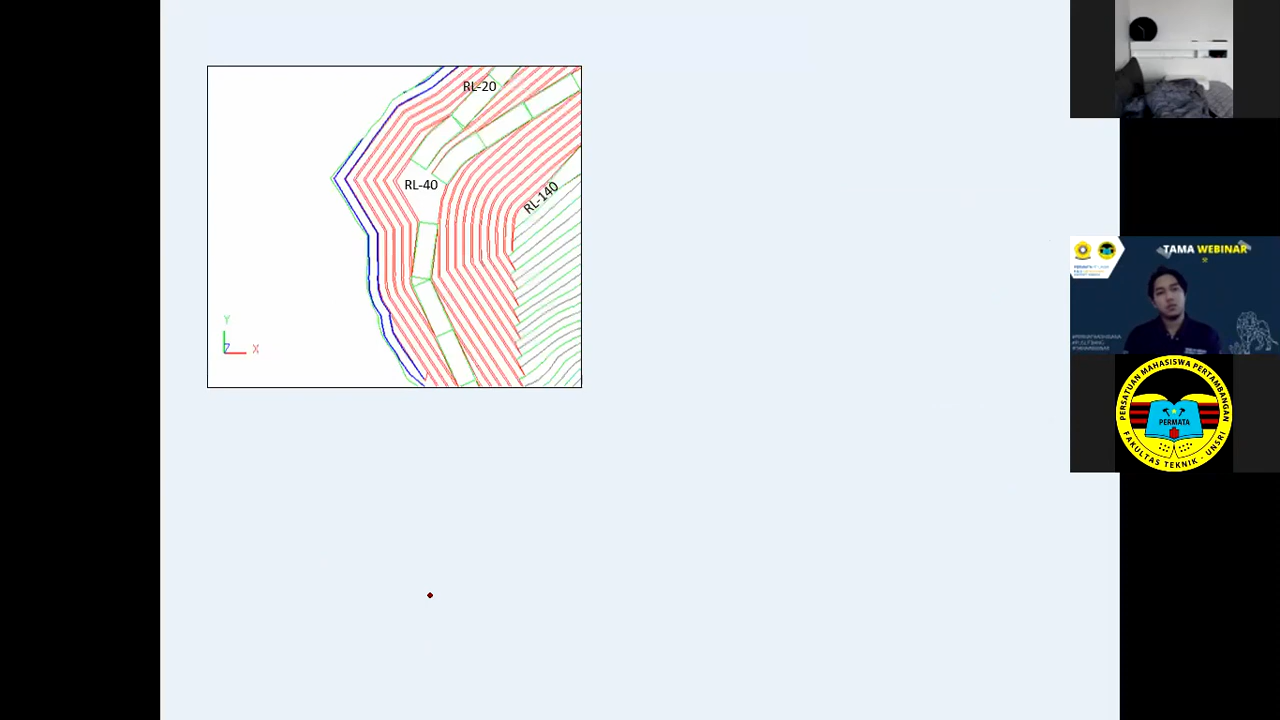 RL-20
RL-40
RL-140
Y
Z
X
TAMA WEBINAR
PERSATUAN MAHASISWA PERTAMBANGAN
PERMATA
FAKULTAS TEKNIK - UNSRI